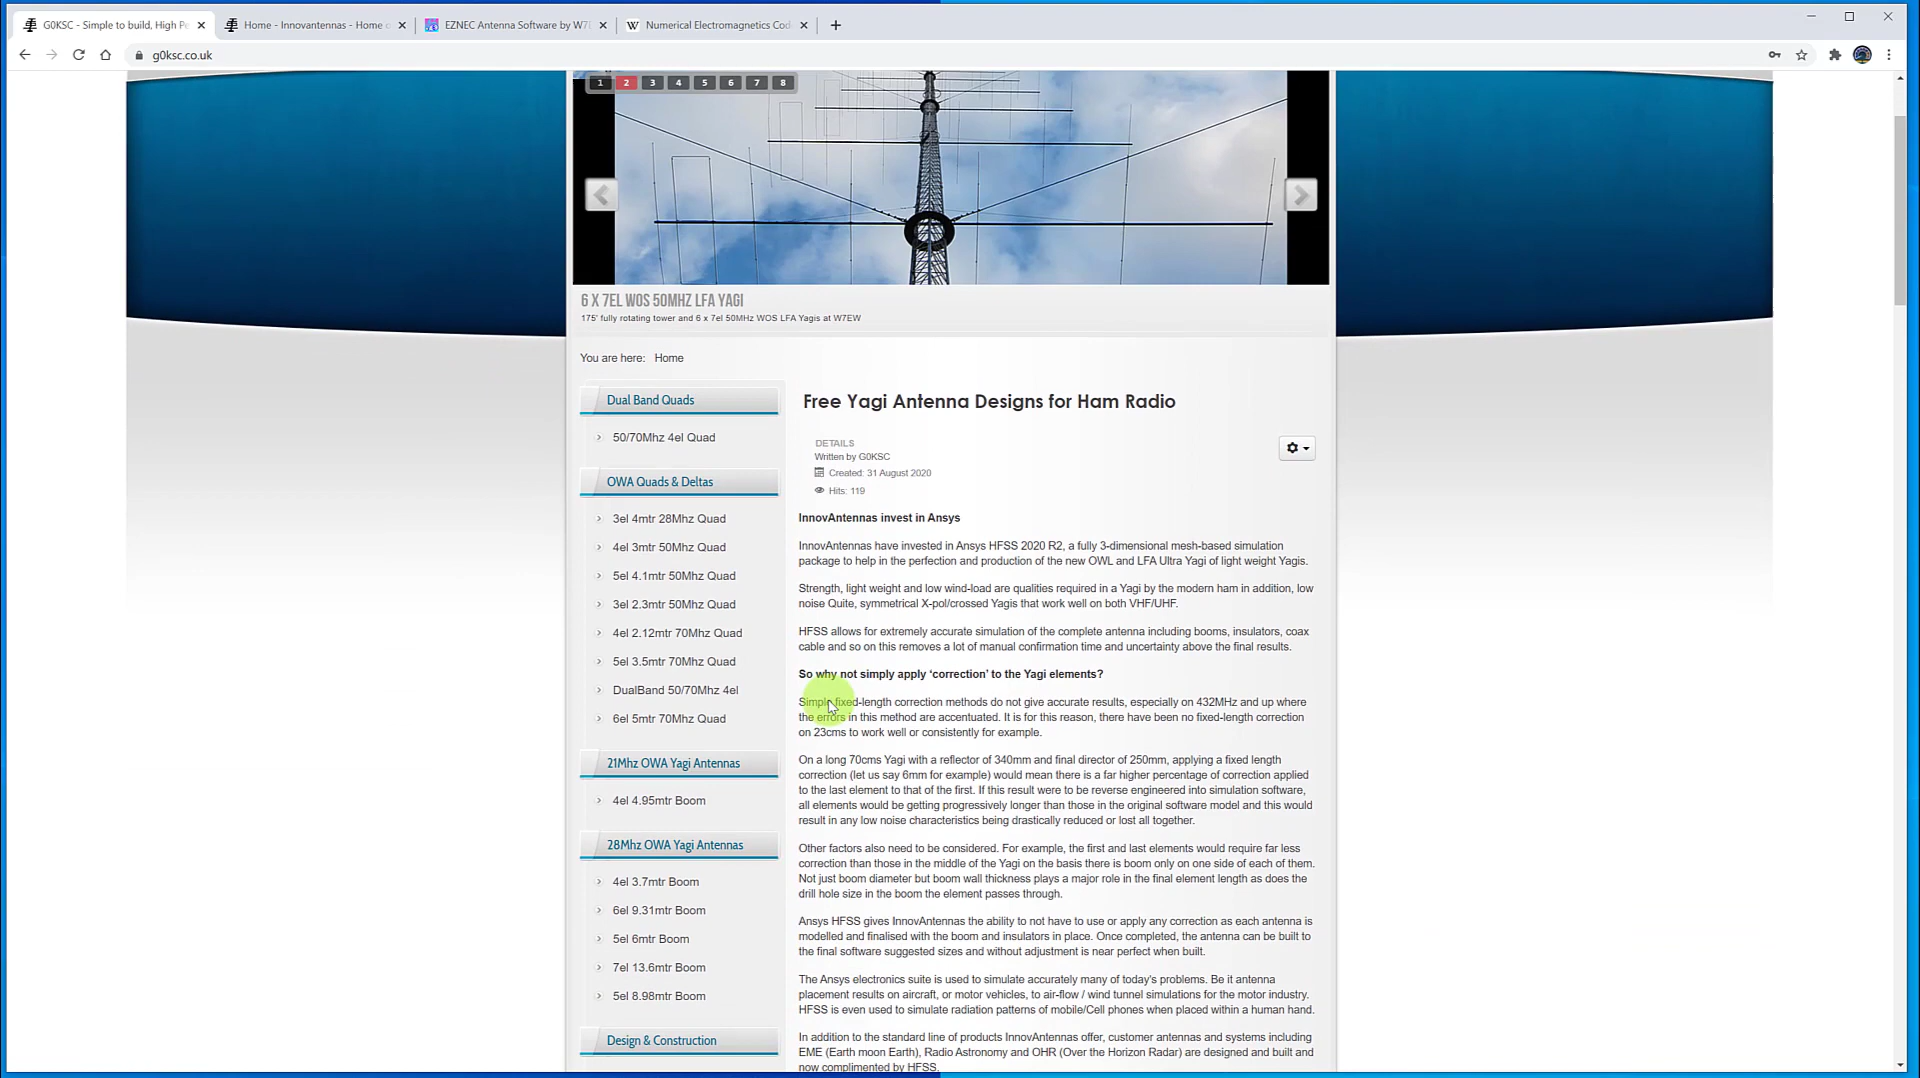 G0KSC - Simple to build, High Pe
Home - Innovantennas - Home o
EZNEC Antenna Software by W7
Numerical Electromagnetics Cod
g0ksc.co.uk
1 2 3 4 5 6 7 8
6 X 7EL WOS 50MHZ LFA YAGI
175' fully rotating tower and 6 x 7el 50MHz WOS LFA Yagis at W7EW
You are here: Home
Dual Band Quads
50/70Mhz 4el Quad
OWA Quads & Deltas
3el 4mtr 28Mhz Quad
4el 3mtr 50Mhz Quad
5el 4.1mtr 50Mhz Quad
3el 2.3mtr 50Mhz Quad
4el 2.12mtr 70Mhz Quad
5el 3.5mtr 70Mhz Quad
DualBand 50/70Mhz 4el
6el 5mtr 70Mhz Quad
21Mhz OWA Yagi Antennas
4el 4.95mtr Boom
28Mhz OWA Yagi Antennas
4el 3.7mtr Boom
6el 9.31mtr Boom
5el 6mtr Boom
7el 13.6mtr Boom
5el 8.98mtr Boom
Design & Construction
Free Yagi Antenna Designs for Ham Radio
DETAILS
Written by G0KSC
Created: 31 August 2020
Hits: 119
InnovAntennas invest in Ansys
InnovAntennas have invested in Ansys HFSS 2020 R2, a fully 3-dimensional mesh-based simulation
package to help in the perfection and production of the new OWL and LFA Ultra Yagi of light weight Yagis.
Strength, light weight and low wind-load are qualities required in a Yagi by the modern ham in addition, low
noise Quite, symmetrical X-pol/crossed Yagis that work well on both VHF/UHF.
HFSS allows for extremely accurate simulation of the complete antenna including booms, insulators, coax
cable and so on this removes a lot of manual confirmation time and uncertainty above the final results.
So why not simply apply ‘correction’ to the Yagi elements?
Simple fixed-length correction methods do not give accurate results, especially on 432MHz and up where
the errors in this method are accentuated. It is for this reason, there have been no fixed-length correction
on 23cms to work well or consistently for example.
On a long 70cms Yagi with a reflector of 340mm and final director of 250mm, applying a fixed length
correction (let us say 6mm for example) would mean there is a far higher percentage of correction applied
to the last element to that of the first. If this result were to be reverse engineered into simulation software,
all elements would be getting progressively longer than those in the original software model and this would
result in any low noise characteristics being drastically reduced or lost all together.
Other factors also need to be considered. For example, the first and last elements would require far less
correction than those in the middle of the Yagi on the basis there is boom only on one side of each of them.
Not just boom diameter but boom wall thickness plays a major role in the final element length as does the
drill hole size in the boom the element passes through.
Ansys HFSS gives InnovAntennas the ability to not have to use or apply any correction as each antenna is
modelled and finalised with the boom and insulators in place. Once completed, the antenna can be built to
the final software suggested sizes and without adjustment is near perfect when built.
The Ansys electronics suite is used to simulate accurately many of today's problems. Be it antenna
placement results on aircraft, or motor vehicles, to air-flow / wind tunnel simulations for the motor industry.
HFSS is even used to simulate radiation patterns of mobile/Cell phones when placed within a human hand.
In addition to the standard line of products InnovAntennas offer, customer antennas and systems including
EME (Earth moon Earth), Radio Astronomy and OHR (Over the Horizon Radar) are designed and built and
now complimented by HFSS.